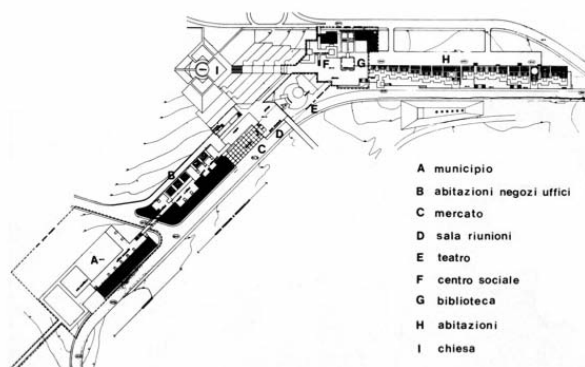 I
F
G
H
E
D
C
B
A
A municipio
B abitazioni negozi uffici
C mercato
D sala riunioni
E teatro
F centro sociale
G biblioteca
H abitazioni
I chiesa